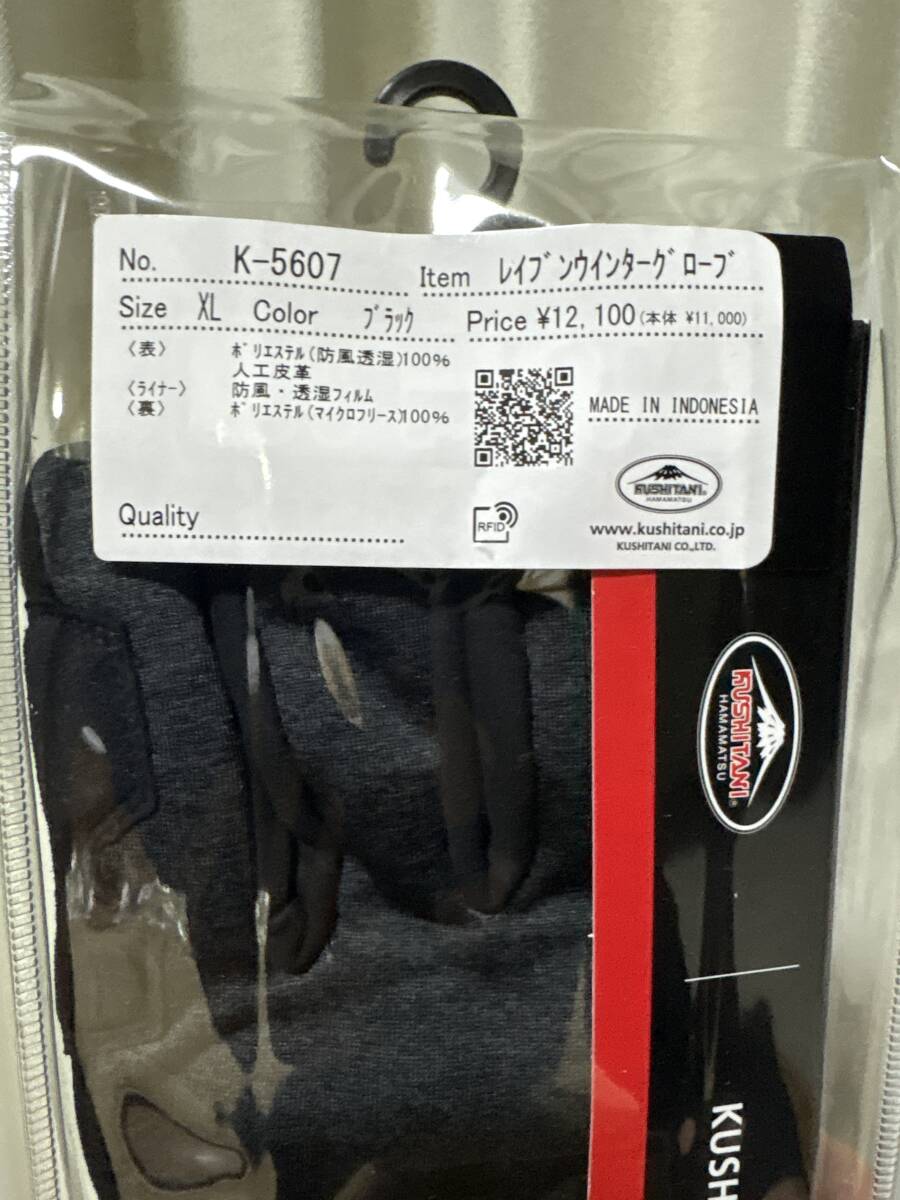 No. K-5607 Item ﾚｲﾌﾞﾝｳｲﾝﾀｰｸﾞﾛｰﾌﾞ
Size XL Color ﾌﾞﾗｯｸ Price ¥12,100(本体 ¥11,000)
〈表〉 ﾎﾟﾘｴｽﾃﾙ(防風透湿)100%
人工皮革
〈ﾗｲﾅｰ〉 防風・透湿ﾌｨﾙﾑ
〈裏〉 ﾎﾟﾘｴｽﾃﾙ(ﾏｲｸﾛﾌﾘｰｽ)100%
MADE IN INDONESIA
KUSHITANI®
HAMAMATSU
Quality
RFID
www.kushitani.co.jp
KUSHITANI CO.,LTD.
KUSHITANI®
HAMAMATSU
KUSH